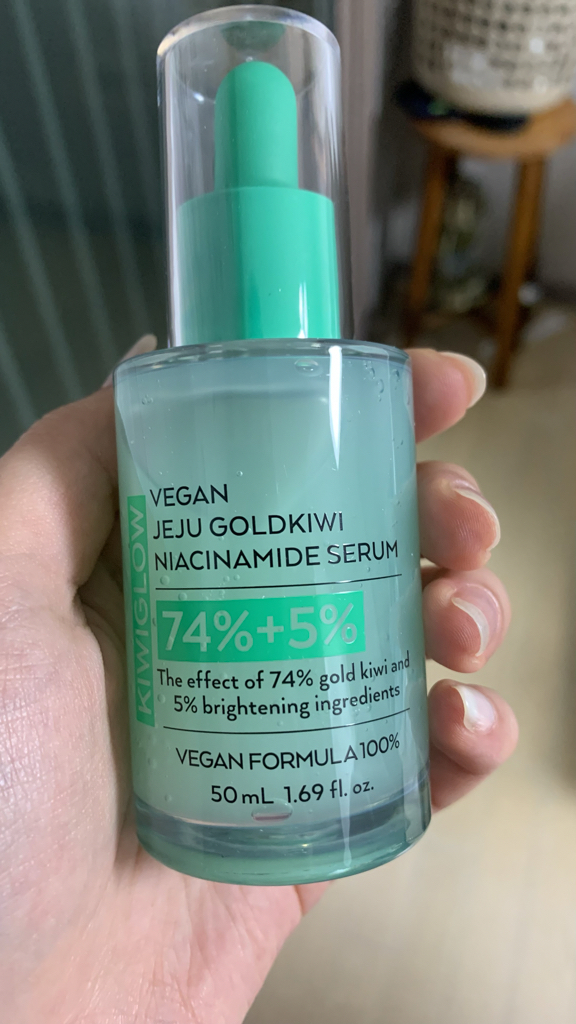 KIWIGLOW
VEGAN
JEJU GOLDKIWI
NIACINAMIDE SERUM
74%+5%
The effect of 74% gold kiwi and
5% brightening ingredients
VEGAN FORMULA 100%
50 mL 1.69 fl. oz.